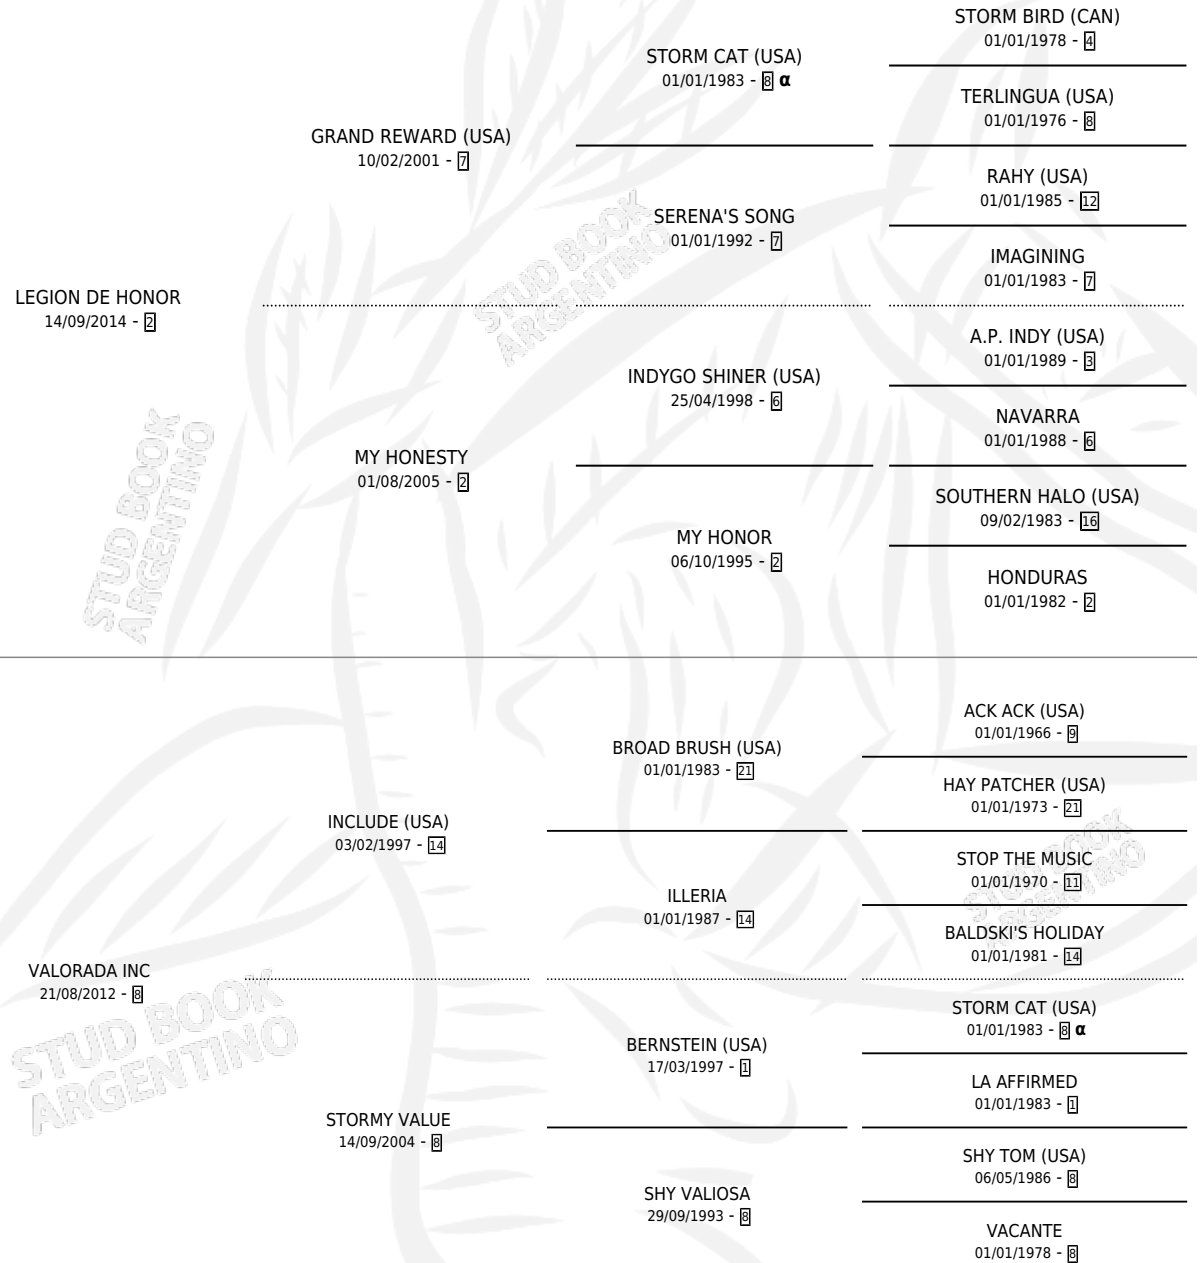 STORM BIRD (CAN)
01/01/1978 - 4
STORM CAT (USA)
01/01/1983 - 8 α
TERLINGUA (USA)
01/01/1976 - 8
GRAND REWARD (USA)
10/02/2001 - 7
RAHY (USA)
01/01/1985 - 12
SERENA'S SONG
01/01/1992 - 7
IMAGINING
01/01/1983 - 7
LEGION DE HONOR
14/09/2014 - 2
A.P. INDY (USA)
01/01/1989 - 3
INDYGO SHINER (USA)
25/04/1998 - 6
NAVARRA
01/01/1988 - 6
MY HONESTY
01/08/2005 - 2
SOUTHERN HALO (USA)
09/02/1983 - 16
MY HONOR
06/10/1995 - 2
HONDURAS
01/01/1982 - 2
STUD BOOK
ARGENTINO
STUD BOOK
ARGENTINO
ACK ACK (USA)
01/01/1966 - 9
BROAD BRUSH (USA)
01/01/1983 - 21
HAY PATCHER (USA)
01/01/1973 - 21
INCLUDE (USA)
03/02/1997 - 14
STOP THE MUSIC
01/01/1970 - 11
ILLERIA
01/01/1987 - 14
BALDSKI'S HOLIDAY
01/01/1981 - 14
VALORADA INC
21/08/2012 - 8
STORM CAT (USA)
01/01/1983 - 8 α
BERNSTEIN (USA)
17/03/1997 - 1
LA AFFIRMED
01/01/1983 - 1
STORMY VALUE
14/09/2004 - 8
SHY TOM (USA)
06/05/1986 - 8
SHY VALIOSA
29/09/1993 - 8
VACANTE
01/01/1978 - 8
STUD BOOK
ARGENTINO
STUD BOOK
ARGENTINO